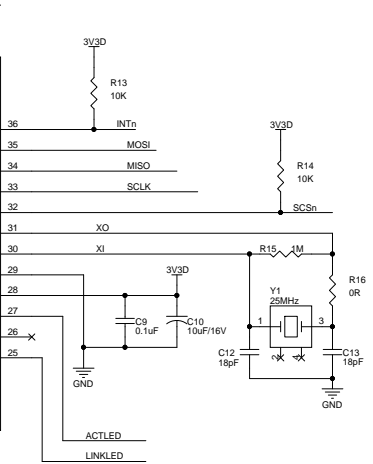 3V3D
R13
10K
36 INTn
35 MOSI
3V3D
34 MISO
R14
10K
33 SCLK
32 SCSn
31 XO
30 XI
R15 1M
29
3V3D
R16
0R
28
Y1
25MHz
27
C9
0.1uF
C10
10uF/16V
1 3
26
25
C12
18pF
2
4
C13
18pF
GND
GND
ACTLED
LINKLED